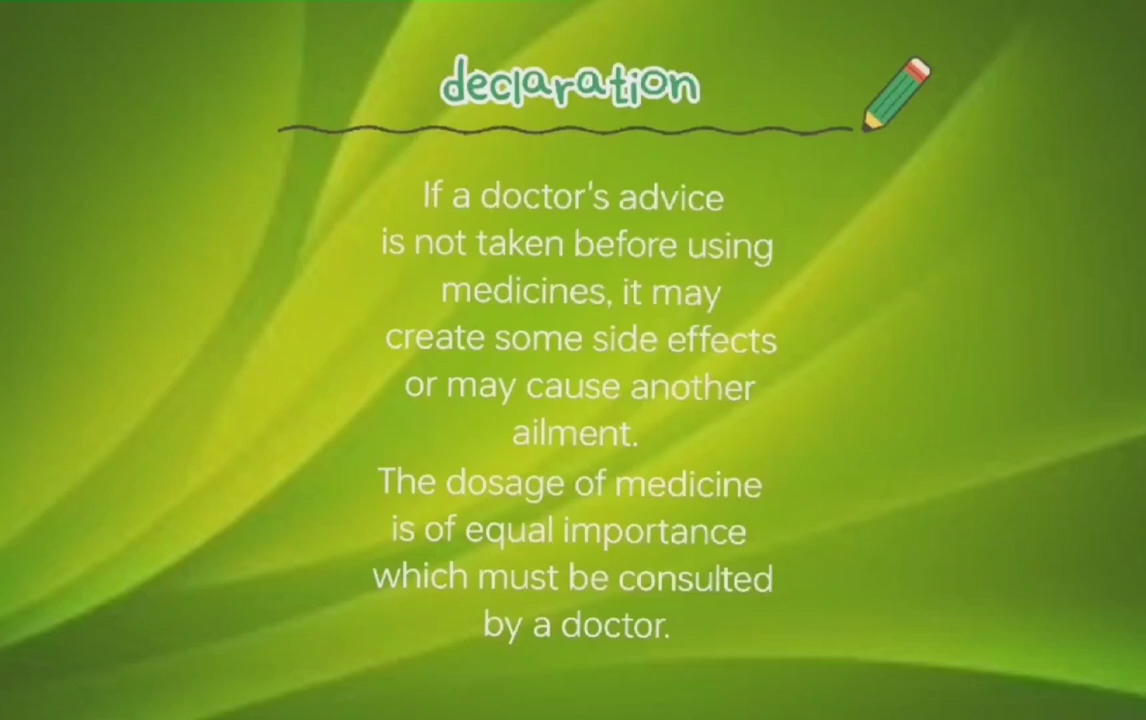 declaration
If a doctor's advice
is not taken before using
medicines, it may
create some side effects
or may cause another
ailment.
The dosage of medicine
is of equal importance
which must be consulted
by a doctor.